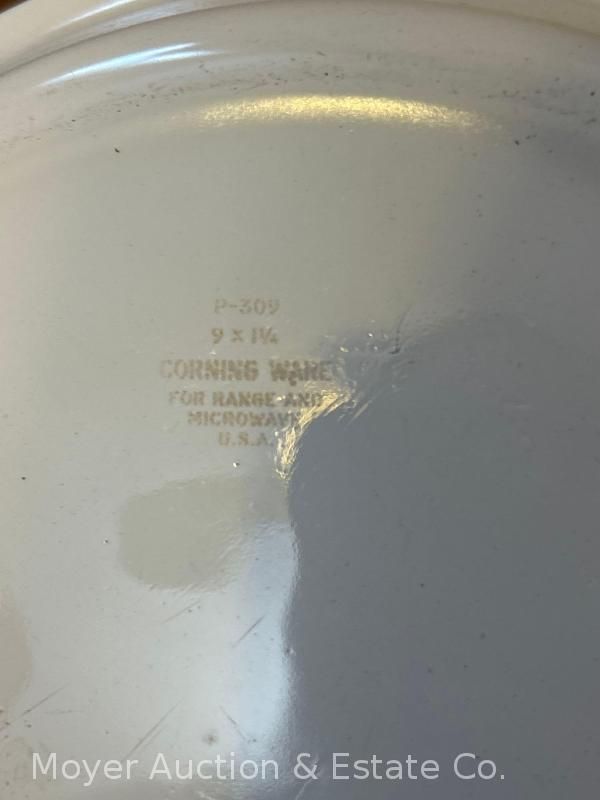 P-309
9 x 1¼
CORNING WARE
FOR RANGE AND
MICROWAVE
U.S.A.
Moyer Auction & Estate Co.